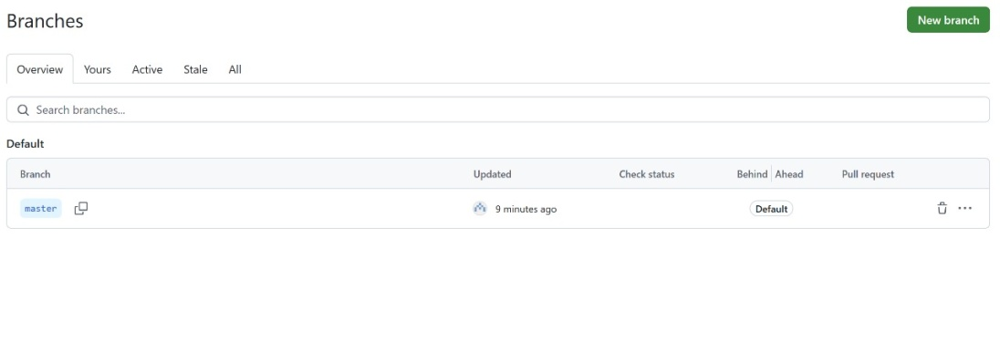 Branches
New branch
Overview Yours Active Stale All
Search branches...
Default
Branch Updated Check status Behind Ahead Pull request
master 9 minutes ago Default